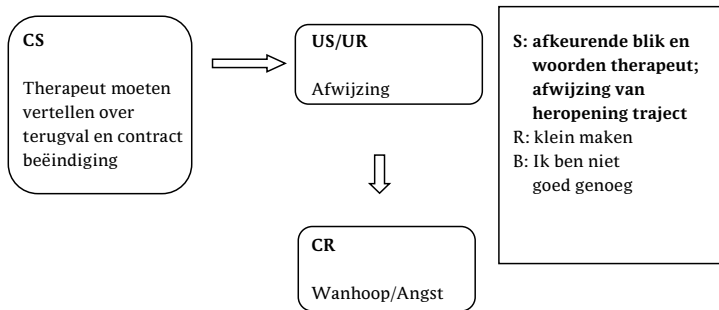 CS
Therapeut moeten
vertellen over
terugval en contract
beëindiging
US/UR
Afwijzing
CR
Wanhoop/Angst
S: afkeurende blik en
woorden therapeut;
afwijzing van
heropening traject
R: klein maken
B: Ik ben niet
goed genoeg